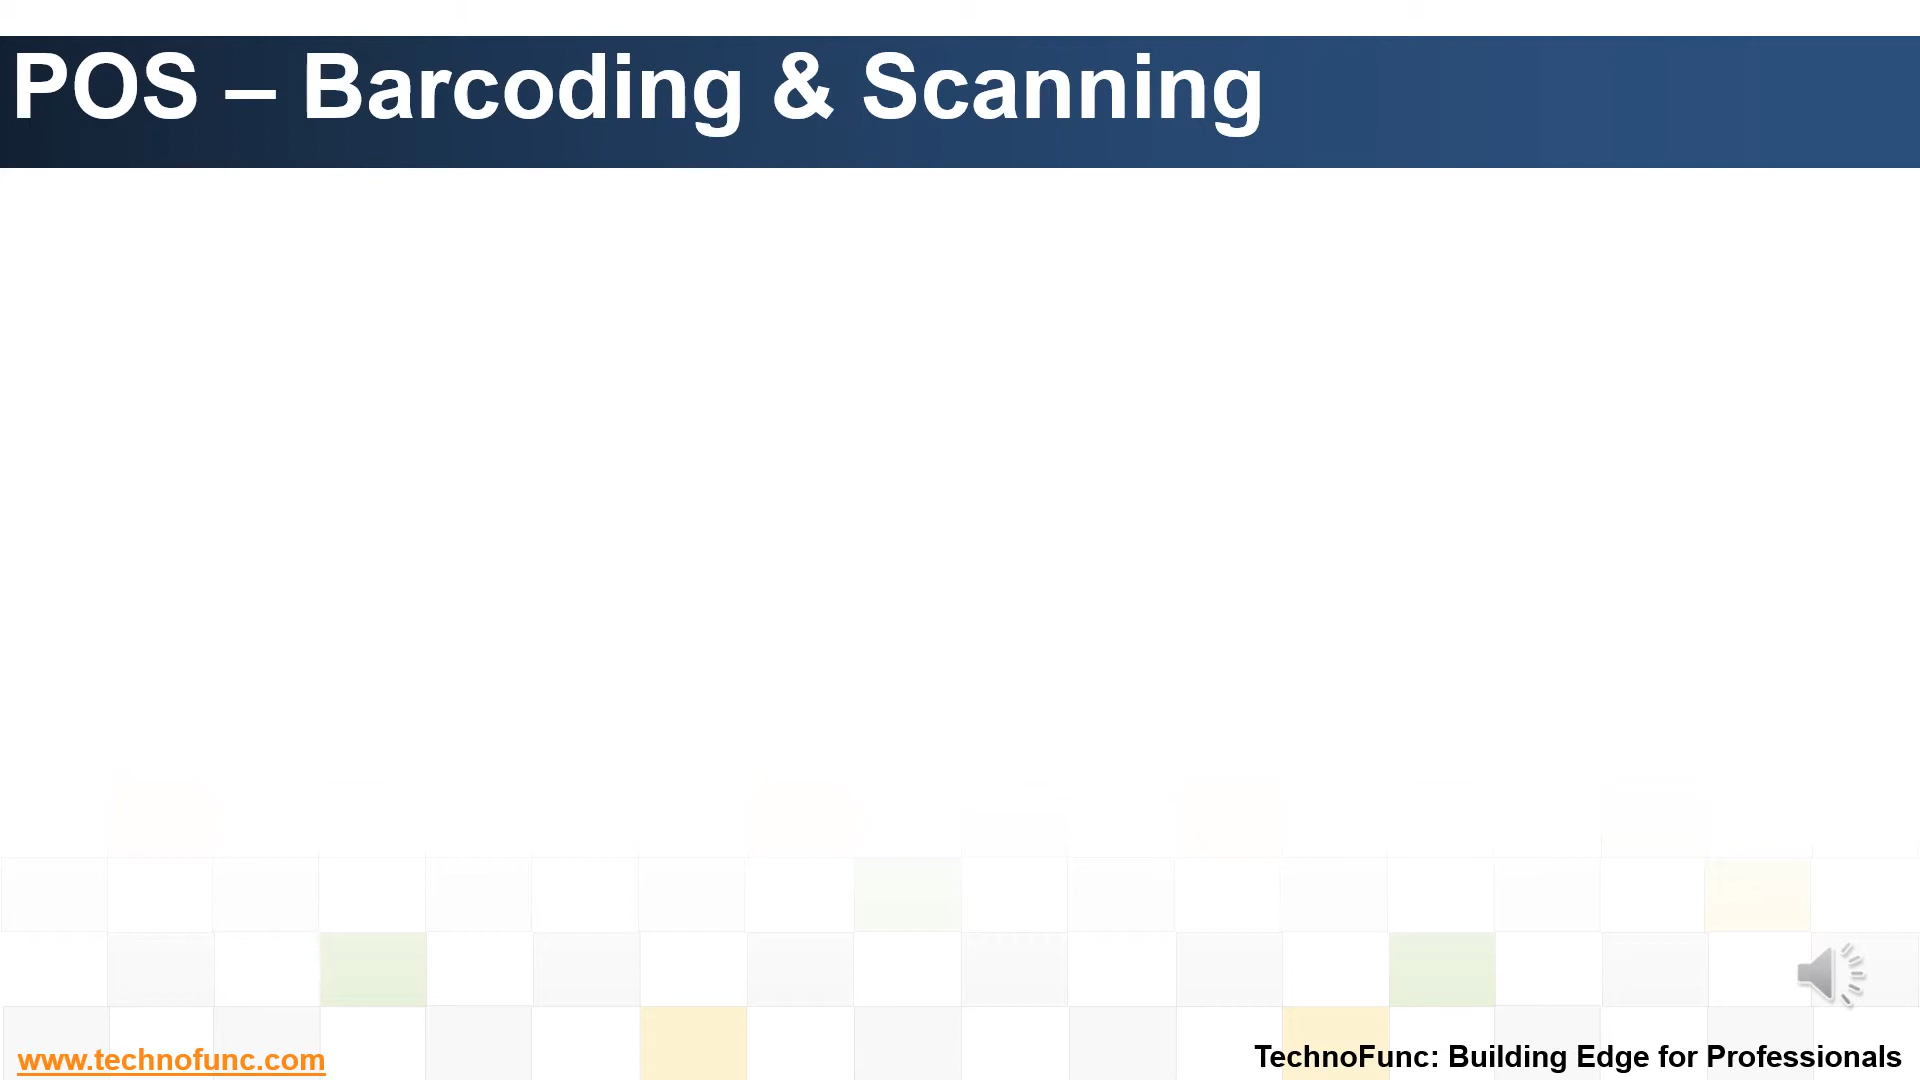 POS – Barcoding & Scanning
www.technofunc.com
TechnoFunc: Building Edge for Professionals